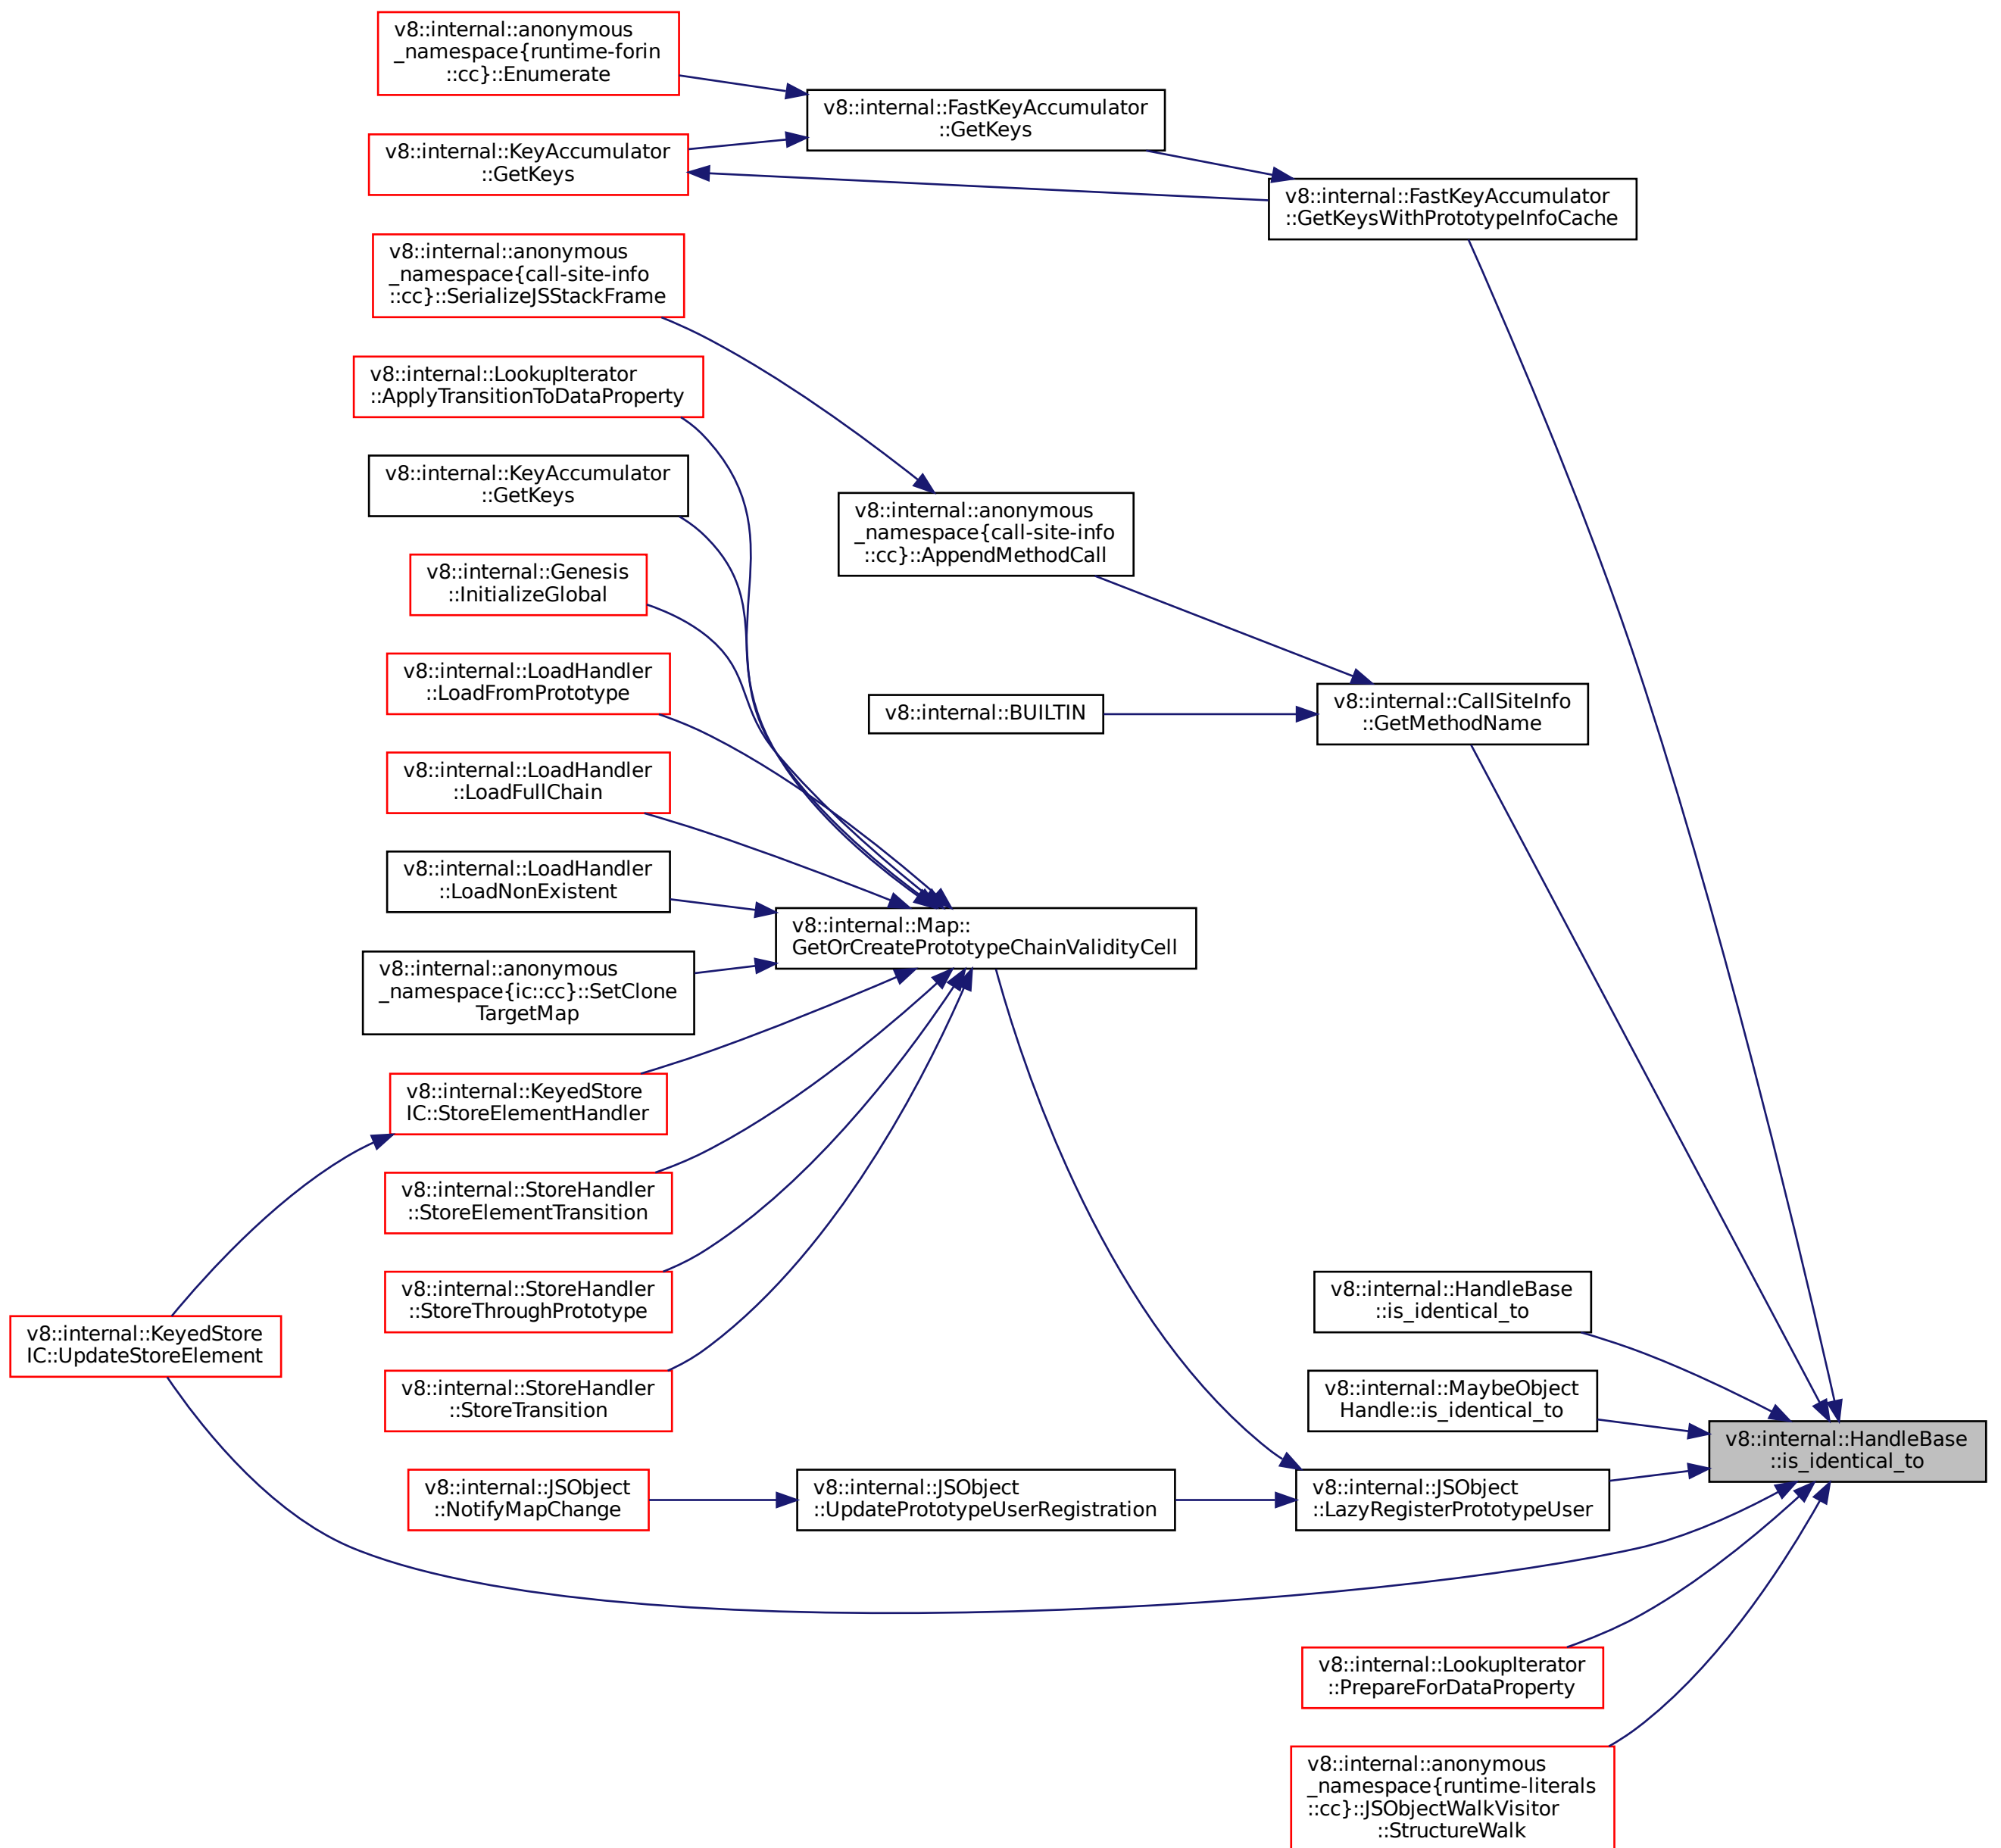 v8::internal::anonymous
_namespace{runtime-forin
::cc}::Enumerate
v8::internal::FastKeyAccumulator
::GetKeys
v8::internal::KeyAccumulator
::GetKeys
v8::internal::FastKeyAccumulator
::GetKeysWithPrototypeInfoCache
v8::internal::anonymous
_namespace{call-site-info
::cc}::SerializeJSStackFrame
v8::internal::LookupIterator
::ApplyTransitionToDataProperty
v8::internal::KeyAccumulator
::GetKeys
v8::internal::anonymous
_namespace{call-site-info
::cc}::AppendMethodCall
v8::internal::Genesis
::InitializeGlobal
v8::internal::LoadHandler
::LoadFromPrototype
v8::internal::BUILTIN
v8::internal::CallSiteInfo
::GetMethodName
v8::internal::LoadHandler
::LoadFullChain
v8::internal::LoadHandler
::LoadNonExistent
v8::internal::Map::
GetOrCreatePrototypeChainValidityCell
v8::internal::anonymous
_namespace{ic::cc}::SetClone
TargetMap
v8::internal::KeyedStore
IC::StoreElementHandler
v8::internal::StoreHandler
::StoreElementTransition
v8::internal::StoreHandler
::StoreThroughPrototype
v8::internal::HandleBase
::is_identical_to
v8::internal::KeyedStore
IC::UpdateStoreElement
v8::internal::StoreHandler
::StoreTransition
v8::internal::MaybeObject
Handle::is_identical_to
v8::internal::HandleBase
::is_identical_to
v8::internal::JSObject
::NotifyMapChange
v8::internal::JSObject
::UpdatePrototypeUserRegistration
v8::internal::JSObject
::LazyRegisterPrototypeUser
v8::internal::LookupIterator
::PrepareForDataProperty
v8::internal::anonymous
_namespace{runtime-literals
::cc}::JSObjectWalkVisitor
::StructureWalk